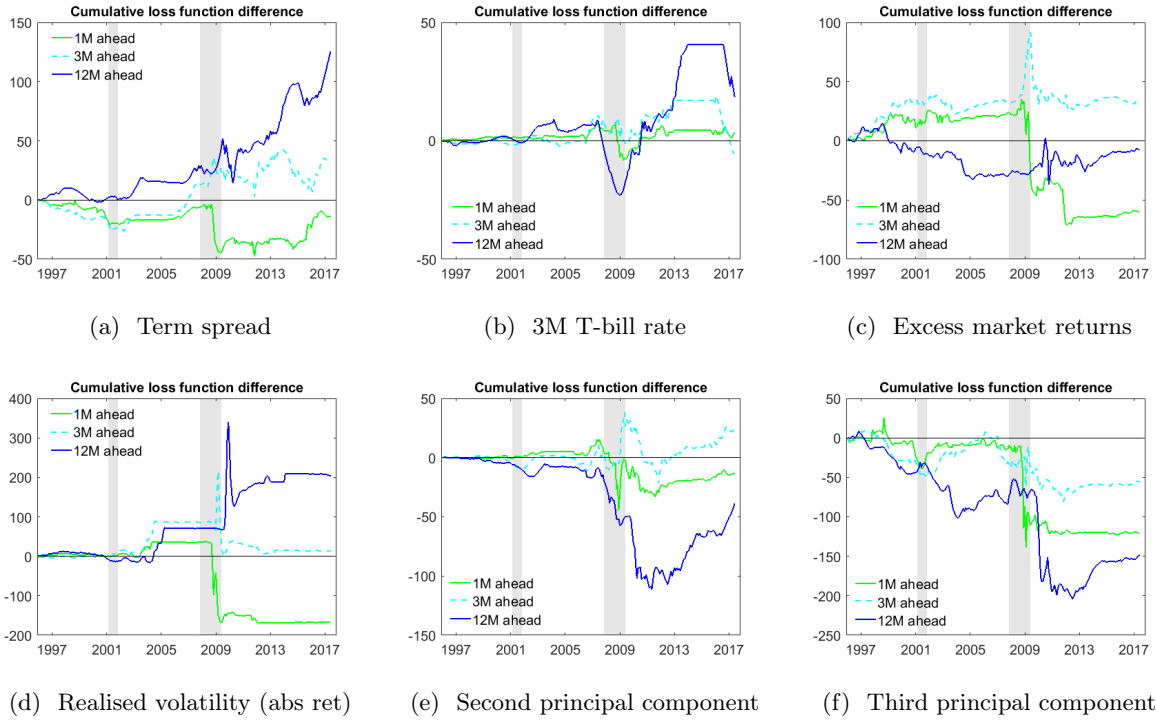 Cumulative loss function difference
150
100
50
0
-50
1M ahead
3M ahead
12M ahead
1997 2001 2005 2009 2013 2017
(a) Term spread
Cumulative loss function difference
50
0
50
1M ahead
3M ahead
12M ahead
1997 2001 2005 2009 2013 2017
(b) 3M T-bill rate
Cumulative loss function difference
100
50
0
-50
-100
1M ahead
3M ahead
12M ahead
1997 2001 2005 2009 2013 2017
(c) Excess market returns
Cumulative loss function difference
400
300
200
100
0
-100
-200
1M ahead
3M ahead
12M ahead
1997 2001 2005 2009 2013 2017
(d) Realised volatility (abs ret)
Cumulative loss function difference
50
0
-50
-100
-150
1M ahead
3M ahead
12M ahead
1997 2001 2005 2009 2013 2017
(e) Second principal component
Cumulative loss function difference
50
0
-50
-100
-150
-200
-250
1M ahead
3M ahead
12M ahead
1997 2001 2005 2009 2013 2017
(f) Third principal component